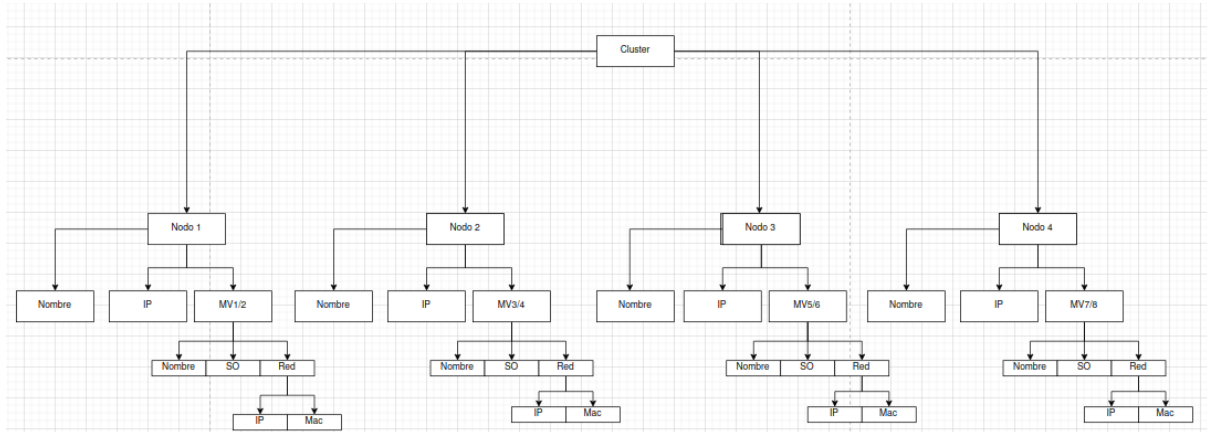 Cluster
Nodo 1
Nodo 2
Nodo 3
Nodo 4
Nombre
IP
MV1/2
Nombre
IP
MV3/4
Nombre
IP
MV5/6
Nombre
IP
MV7/8
Nombre
SO
Red
Nombre
SO
Red
Nombre
SO
Red
Nombre
SO
Red
IP
Mac
IP
Mac
IP
Mac
IP
Mac